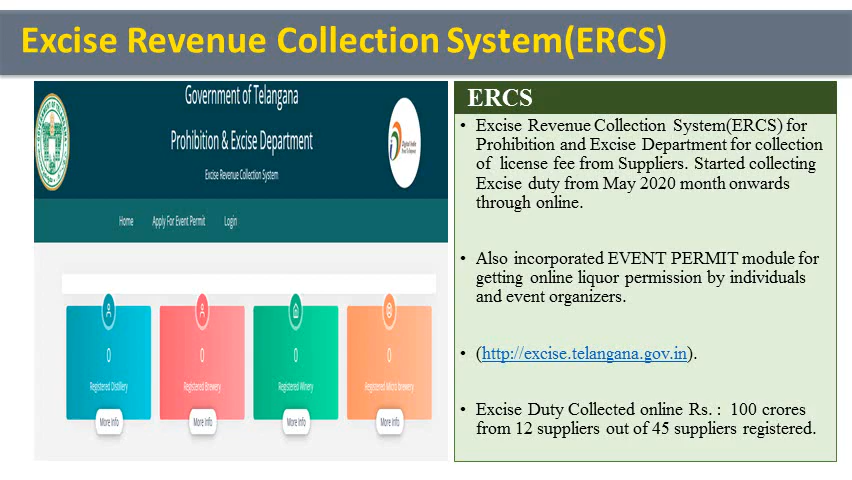 Excise Revenue Collection System(ERCS)
Government of Telangana
Prohibition & Excise Department
Excise Revenue Collection System
Home
Apply For Event Permit
Login
0
Registered Distillery
More Info
0
Registered Brewery
More Info
0
Registered Winery
More Info
0
Registered Micro brewery
More Info
ERCS
• Excise Revenue Collection System(ERCS) for
Prohibition and Excise Department for collection
of license fee from Suppliers. Started collecting
Excise duty from May 2020 month onwards
through online.
• Also incorporated EVENT PERMIT module for
getting online liquor permission by individuals
and event organizers.
• (http://excise.telangana.gov.in).
• Excise Duty Collected online Rs. : 100 crores
from 12 suppliers out of 45 suppliers registered.